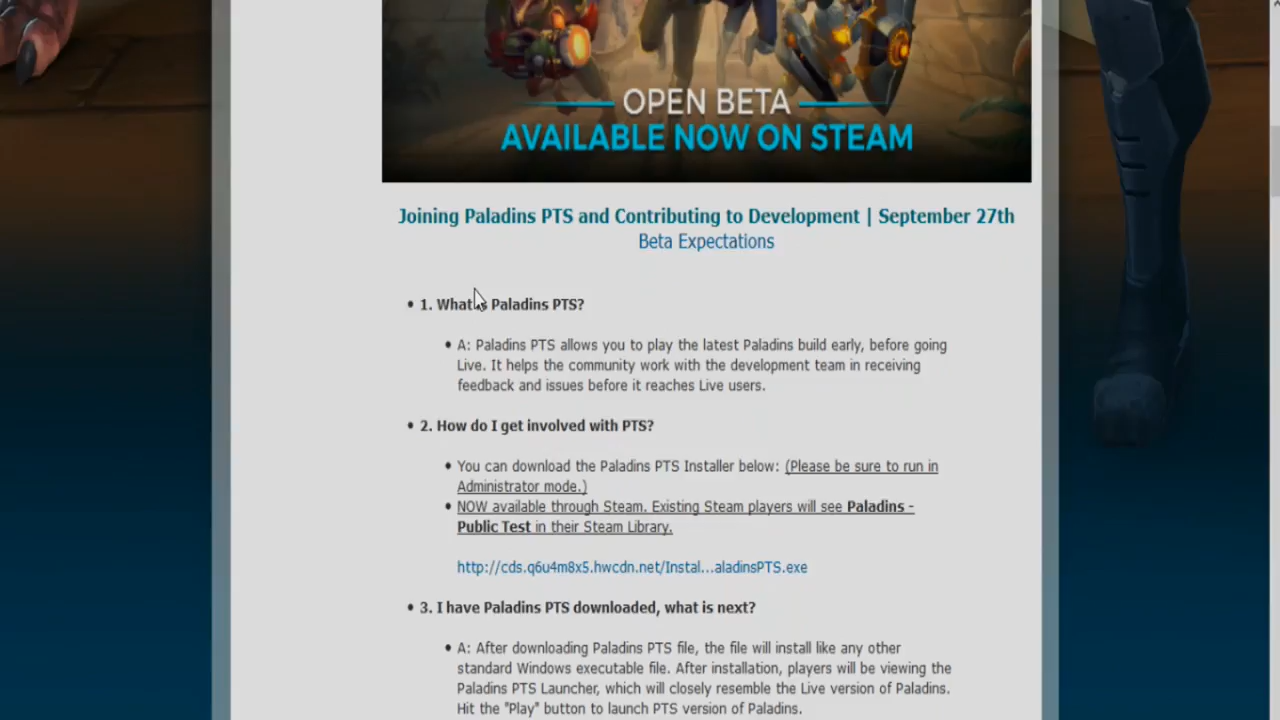 OPEN BETA
AVAILABLE NOW ON STEAM
Joining Paladins PTS and Contributing to Development | September 27th
Beta Expectations
• 1. What is Paladins PTS?
• A: Paladins PTS allows you to play the latest Paladins build early, before going
Live. It helps the community work with the development team in receiving
feedback and issues before it reaches Live users.
• 2. How do I get involved with PTS?
• You can download the Paladins PTS Installer below: (Please be sure to run in
Administrator mode.)
• NOW available through Steam. Existing Steam players will see Paladins -
Public Test in their Steam Library.
http://cds.q6u4m8x5.hwcdn.net/Instal...aladinsPTS.exe
• 3. I have Paladins PTS downloaded, what is next?
• A: After downloading Paladins PTS file, the file will install like any other
standard Windows executable file. After installation, players will be viewing the
Paladins PTS Launcher, which will closely resemble the Live version of Paladins.
Hit the "Play" button to launch PTS version of Paladins.